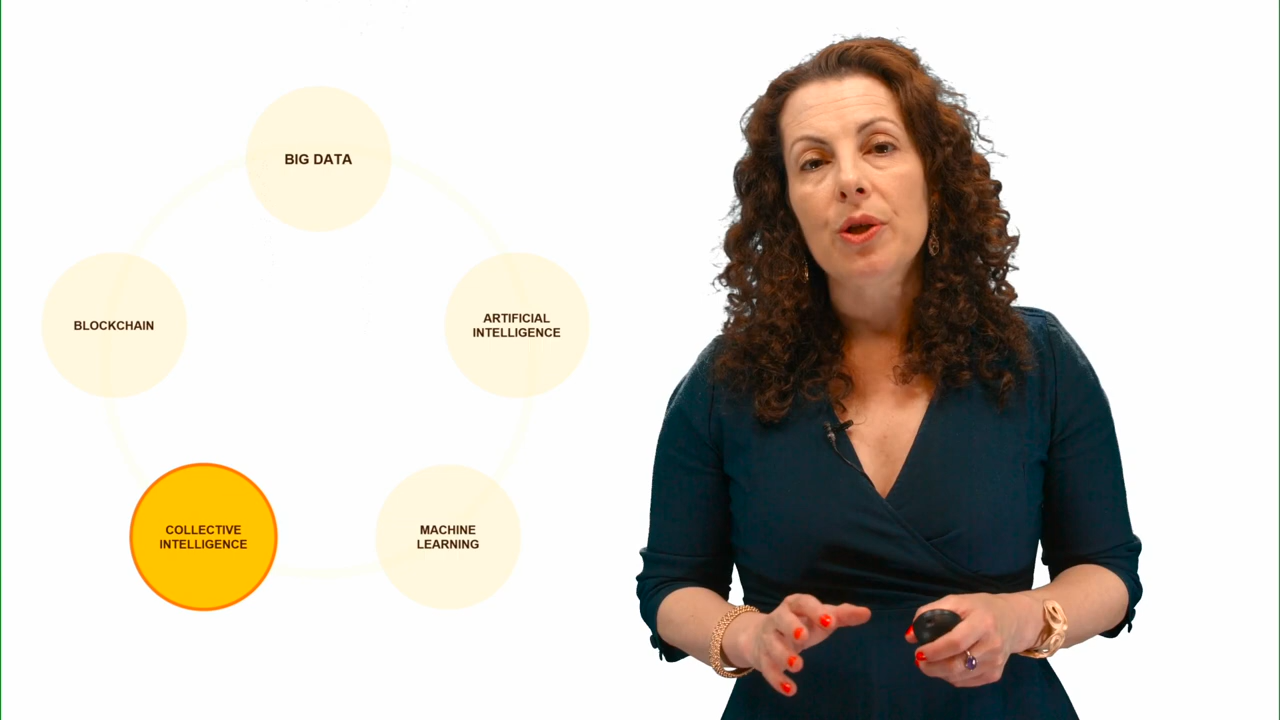 BIG DATA
BLOCKCHAIN
ARTIFICIAL
INTELLIGENCE
COLLECTIVE
INTELLIGENCE
MACHINE
LEARNING